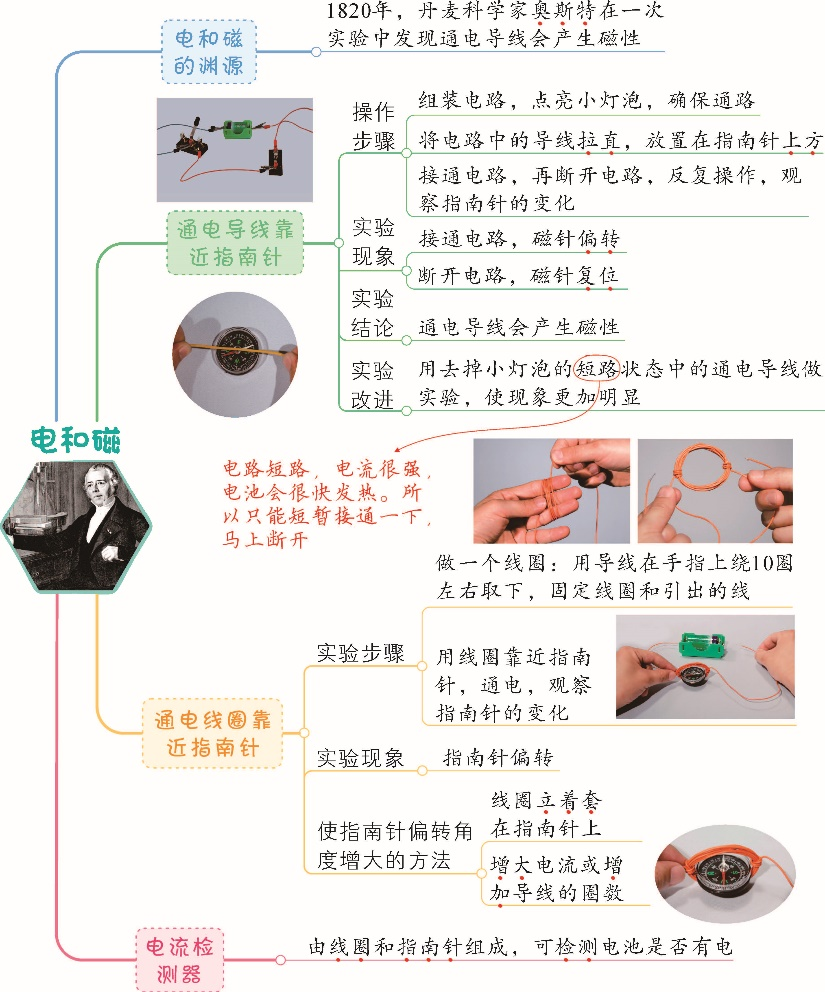 电和磁
的渊源
1820年，丹麦科学家奥斯特在一次
实验中发现通电导线会产生磁性
通电导线靠
近指南针
操作
步骤
组装电路，点亮小灯泡，确保通路
将电路中的导线拉直，放置在指南针上方
接通电路，再断开电路，反复操作，观
察指南针的变化
实验
现象
接通电路，磁针偏转
断开电路，磁针复位
实验
结论
通电导线会产生磁性
实验
改进
用去掉小灯泡的短路状态中的通电导线做
实验，使现象更加明显
电路短路，电流很强，
电池会很快发热。所
以只能短暂接通一下，
马上断开
电和磁
通电线圈靠
近指南针
实验步骤
做一个线圈：用导线在手指上绕10圈
左右取下，固定线圈和引出的线
用线圈靠近指南
针，通电，观察
指南针的变化
实验现象
指南针偏转
使指南针偏转角
度增大的方法
线圈立着套
在指南针上
增大电流或增
加导线的圈数
电流检
测器
由线圈和指南针组成，可检测电池是否有电